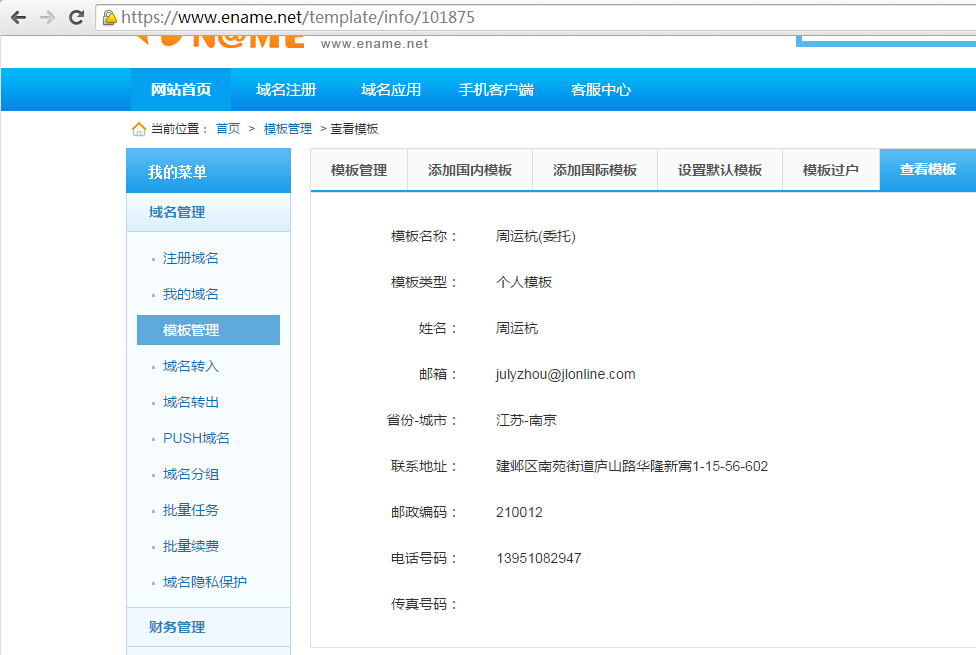 https://www.ename.net/template/info/101875
www.ename.net
网站首页 域名注册 域名应用 手机客户端 客服中心
当前位置： 首页 > 模板管理 > 查看模板
我的菜单
域名管理
注册域名
我的域名
模板管理
域名转入
域名转出
PUSH域名
域名分组
批量任务
批量续费
域名隐私保护
财务管理
模板管理 添加国内模板 添加国际模板 设置默认模板 模板过户 查看模板
模板名称： 周运杭(委托)
模板类型： 个人模板
姓名： 周运杭
邮箱： julyzhou@jlonline.com
省份-城市： 江苏-南京
联系地址： 建邺区南苑街道庐山路华隆新寓1-15-56-602
邮政编码： 210012
电话号码： 13951082947
传真号码：